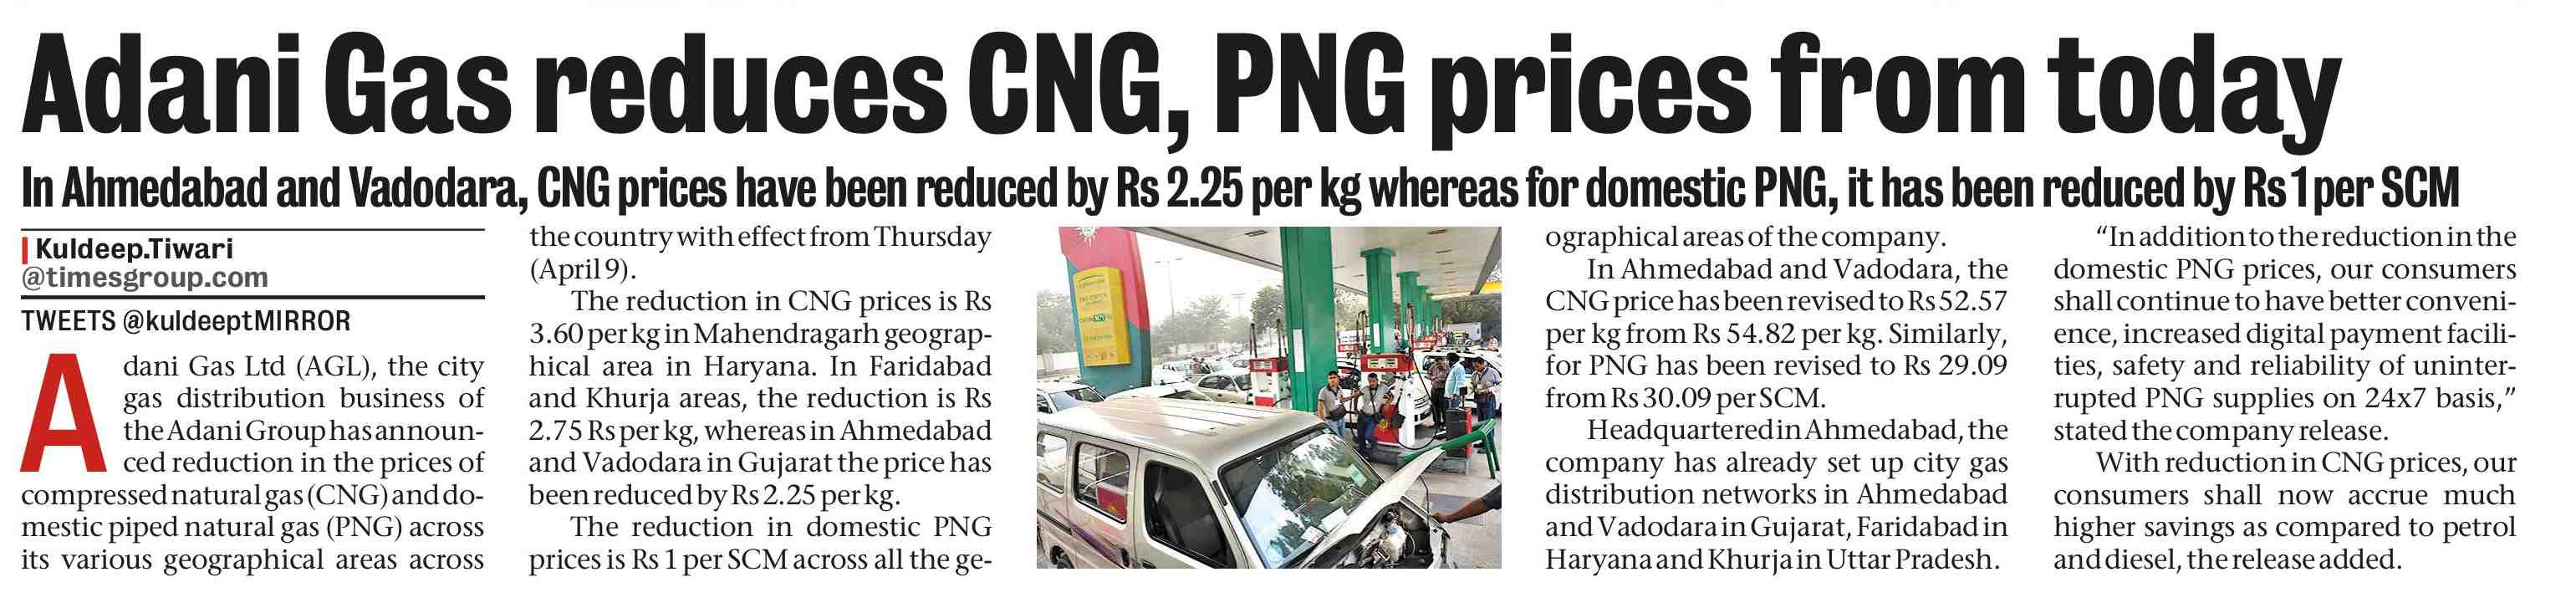 Adani Gas reduces CNG, PNG prices from today
In Ahmedabad and Vadodara, CNG prices have been reduced by Rs 2.25 per kg whereas for domestic PNG, it has been reduced by Rs 1 per SCM
Kuldeep.Tiwari
@timesgroup.com
TWEETS @kuldeeptMIRROR
Adani Gas Ltd (AGL), the city
gas distribution business of
the Adani Group has announ-
ced reduction in the prices of
compressed natural gas (CNG) and do-
mestic piped natural gas (PNG) across
its various geographical areas across
the country with effect from Thursday
(April 9).
The reduction in CNG prices is Rs
3.60 per kg in Mahendragarh geograp-
hical area in Haryana. In Faridabad
and Khurja areas, the reduction is Rs
2.75 Rs per kg, whereas in Ahmedabad
and Vadodara in Gujarat the price has
been reduced by Rs 2.25 per kg.
The reduction in domestic PNG
prices is Rs 1 per SCM across all the ge-
ographical areas of the company.
In Ahmedabad and Vadodara, the
CNG price has been revised to Rs 52.57
per kg from Rs 54.82 per kg. Similarly,
for PNG has been revised to Rs 29.09
from Rs 30.09 per SCM.
Headquartered in Ahmedabad, the
company has already set up city gas
distribution networks in Ahmedabad
and Vadodara in Gujarat, Faridabad in
Haryana and Khurja in Uttar Pradesh.
“In addition to the reduction in the
domestic PNG prices, our consumers
shall continue to have better conveni-
ence, increased digital payment facili-
ties, safety and reliability of uninter-
rupted PNG supplies on 24x7 basis,”
stated the company release.
With reduction in CNG prices, our
consumers shall now accrue much
higher savings as compared to petrol
and diesel, the release added.